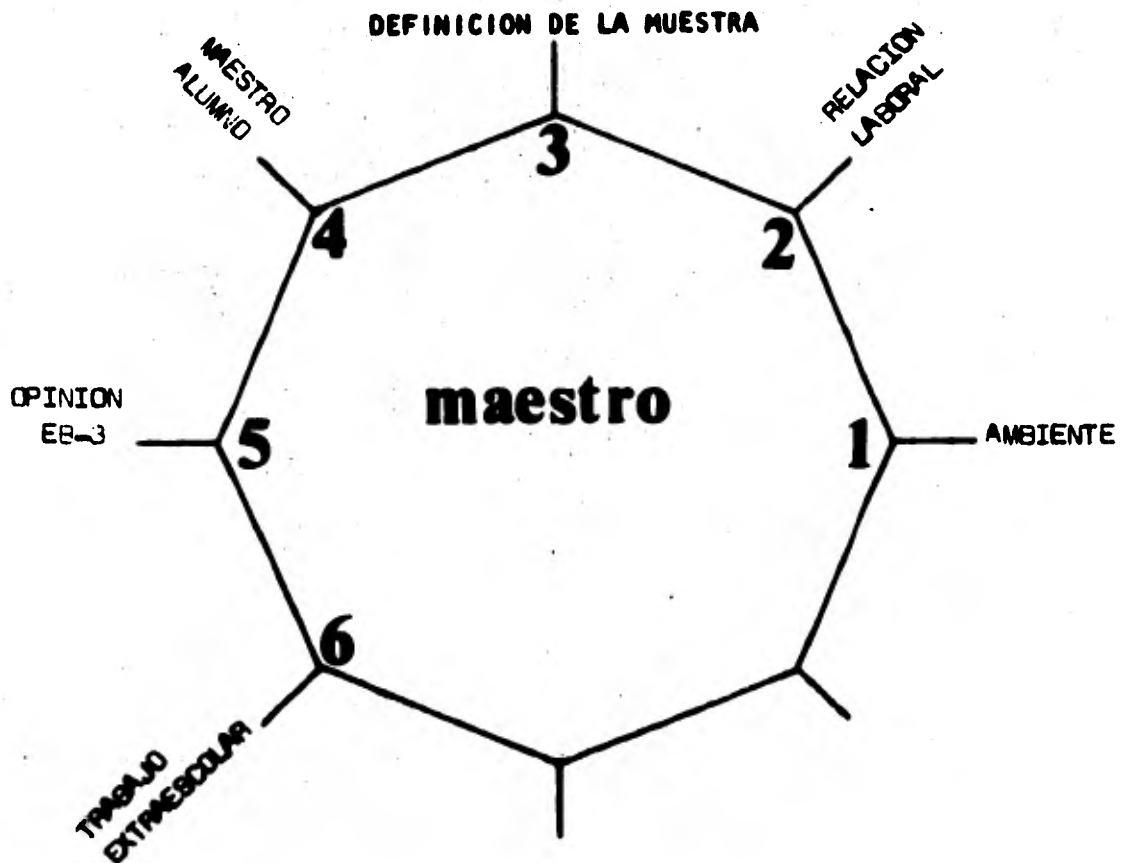 DEFINICION DE LA MUESTRA
MAESTRO
ALUMNO
RELACION
LABORAL
3
4
2
OPINION
EB-3
maestro
5
1
AMBIENTE
6
TRABAJO
EXTRAESCOLAR